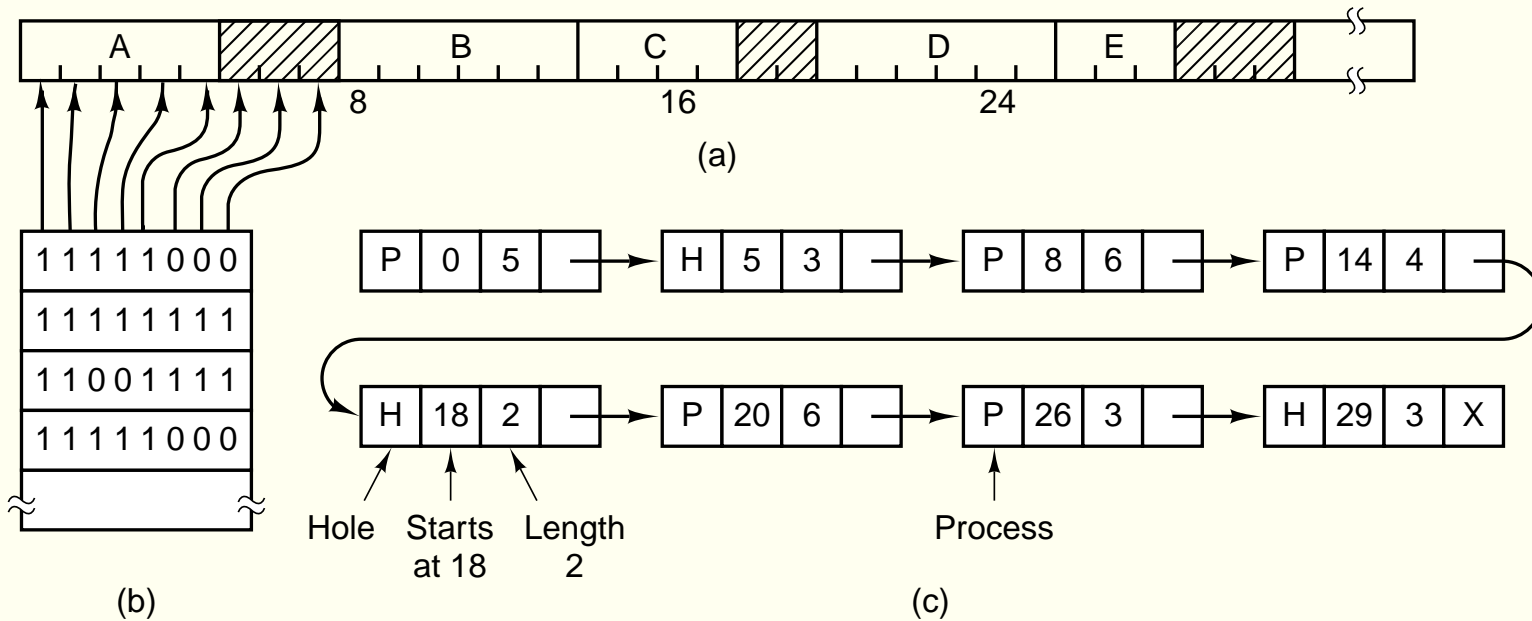 A B C D E
8 16 24
(a)
1 1 1 1 1 0 0 0
1 1 1 1 1 1 1 1
1 1 0 0 1 1 1 1
1 1 1 1 1 0 0 0
(b)
P 0 5 H 5 3 P 8 6 P 14 4
H 18 2 P 20 6 P 26 3 H 29 3 X
Hole Starts Length Process
at 18 2
(c)